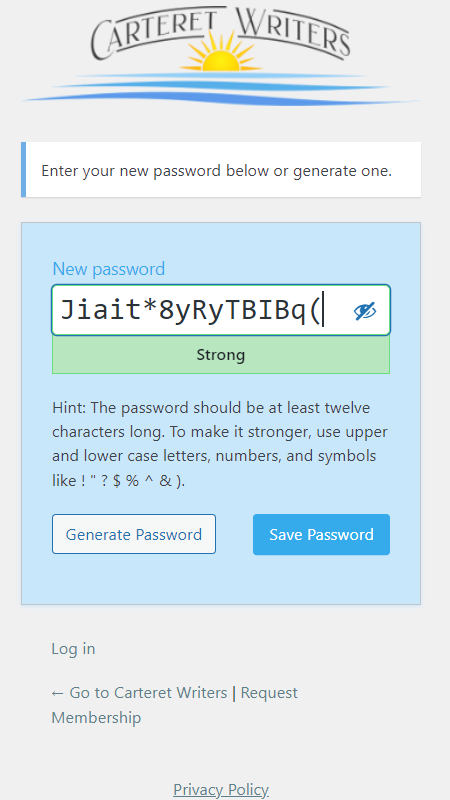 Carteret Writers
Enter your new password below or generate one.
New password
Jiait*8yRyTBIBq(
Strong
Hint: The password should be at least twelve
characters long. To make it stronger, use upper
and lower case letters, numbers, and symbols
like ! " ? $ % ^ & ).
Generate Password
Save Password
Log in
← Go to Carteret Writers | Request
Membership
Privacy Policy